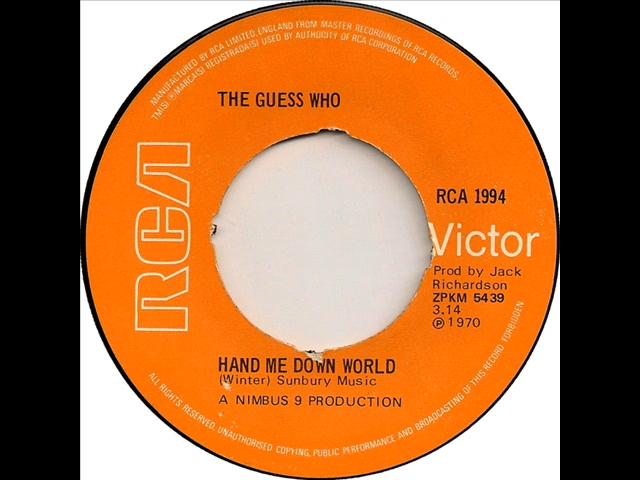 MANUFACTURED BY RCA LIMITED, ENGLAND FROM MASTER RECORDINGS OF RCA RECORDS.
TM(S) ® MARCA(S) REGISTRADA(S) USED BY AUTHORITY OF RCA CORPORATION
THE GUESS WHO
RCA
RCA 1994
Victor
Prod by Jack
Richardson
ZPKM 5439
3.14
℗ 1970
HAND ME DOWN WORLD
(Winter) Sunbury Music
A NIMBUS 9 PRODUCTION
ALL RIGHTS RESERVED. UNAUTHORISED COPYING, PUBLIC PERFORMANCE AND BROADCASTING OF THIS RECORD FORBIDDEN